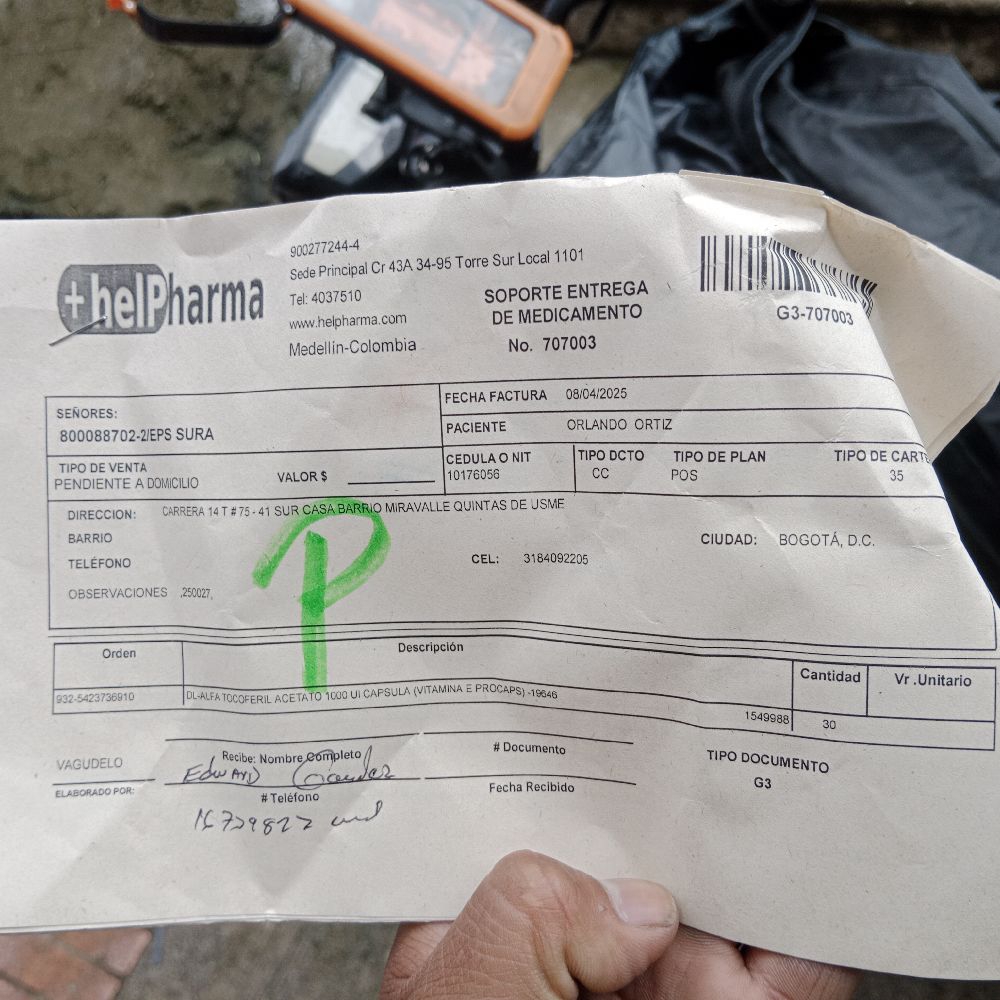 +helPharma
900277244-4
Sede Principal Cr 43A 34-95 Torre Sur Local 1101
Tel: 4037510
www.helpharma.com
Medellín-Colombia
SOPORTE ENTREGA
DE MEDICAMENTO
No. 707003
G3-707003
SEÑORES:
800088702-2/EPS SURA
FECHA FACTURA 08/04/2025
PACIENTE ORLANDO ORTIZ
TIPO DE VENTA
PENDIENTE A DOMICILIO
VALOR $
CEDULA O NIT
10176056
TIPO DCTO
CC
TIPO DE PLAN
POS
TIPO DE CARTE
35
DIRECCION: CARRERA 14 T # 75 - 41 SUR CASA BARRIO MIRAVALLE QUINTAS DE USME
BARRIO
CIUDAD: BOGOTÁ, D.C.
TELÉFONO
CEL: 3184092205
OBSERVACIONES ,250027,
P
Orden Descripción Cantidad Vr .Unitario
932-5423736910 DL-ALFA TOCOFERIL ACETATO 1000 UI CAPSULA (VITAMINA E PROCAPS) -19646 1549988 30
VAGUDELO
ELABORADO POR:
Recibe: Nombre Completo
Edward
# Teléfono
# Documento
Fecha Recibido
TIPO DOCUMENTO
G3